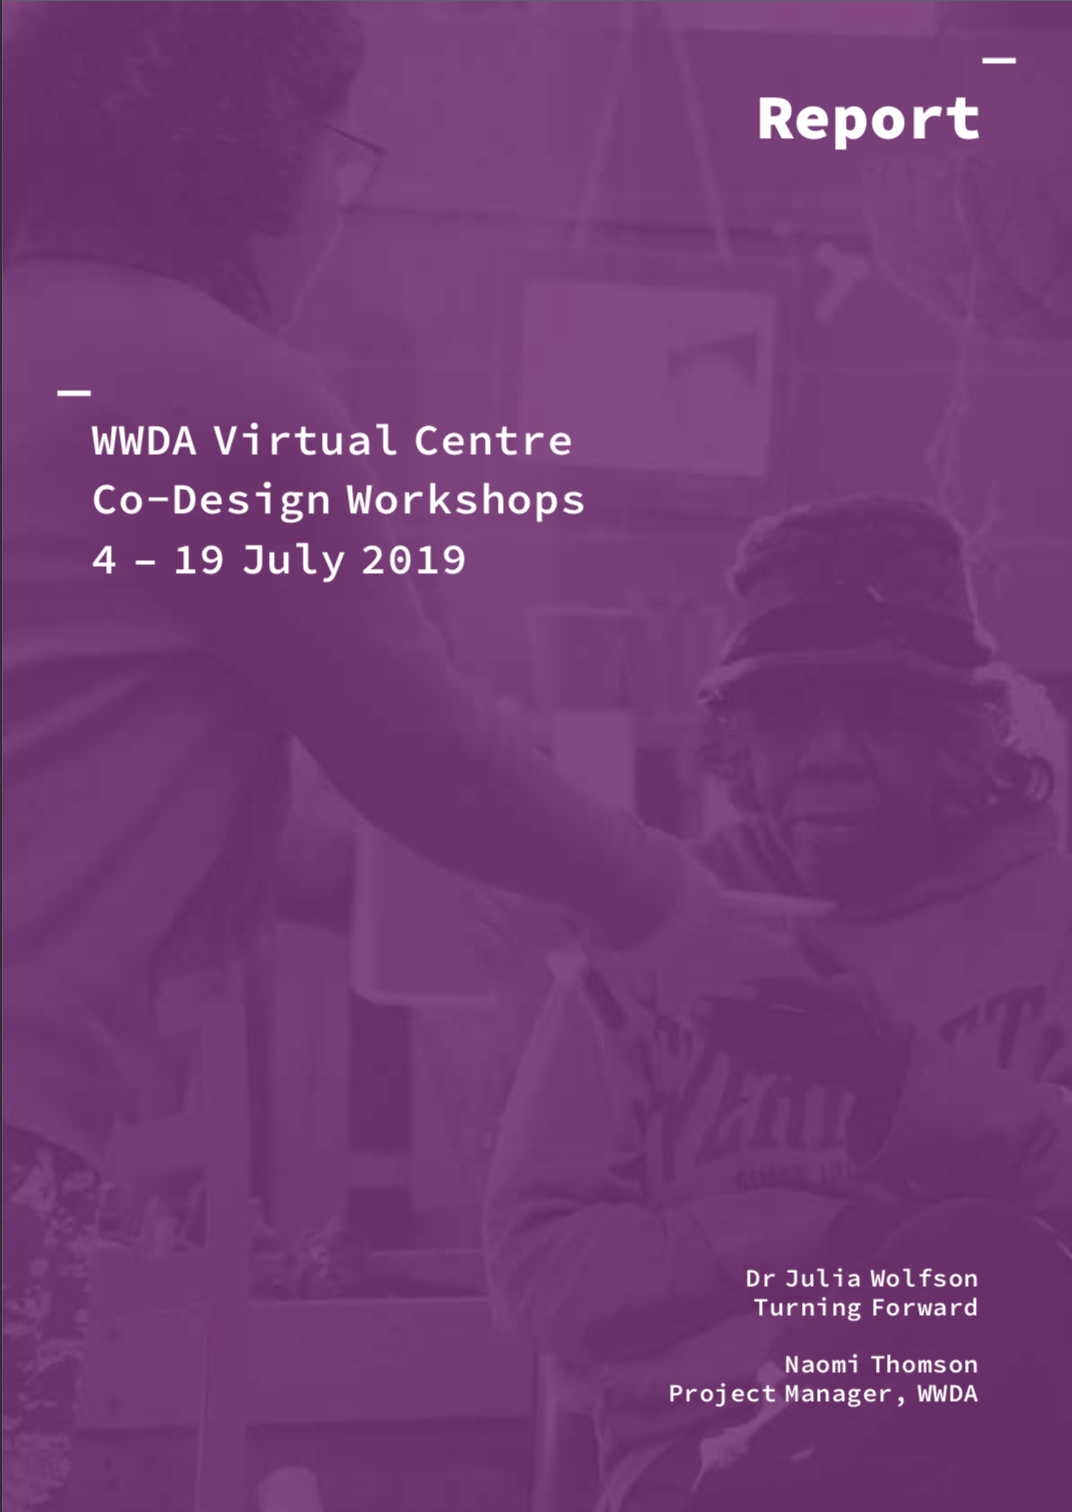 Report
WWDA Virtual Centre
Co-Design Workshops
4 – 19 July 2019
Dr Julia Wolfson
Turning Forward
Naomi Thomson
Project Manager, WWDA